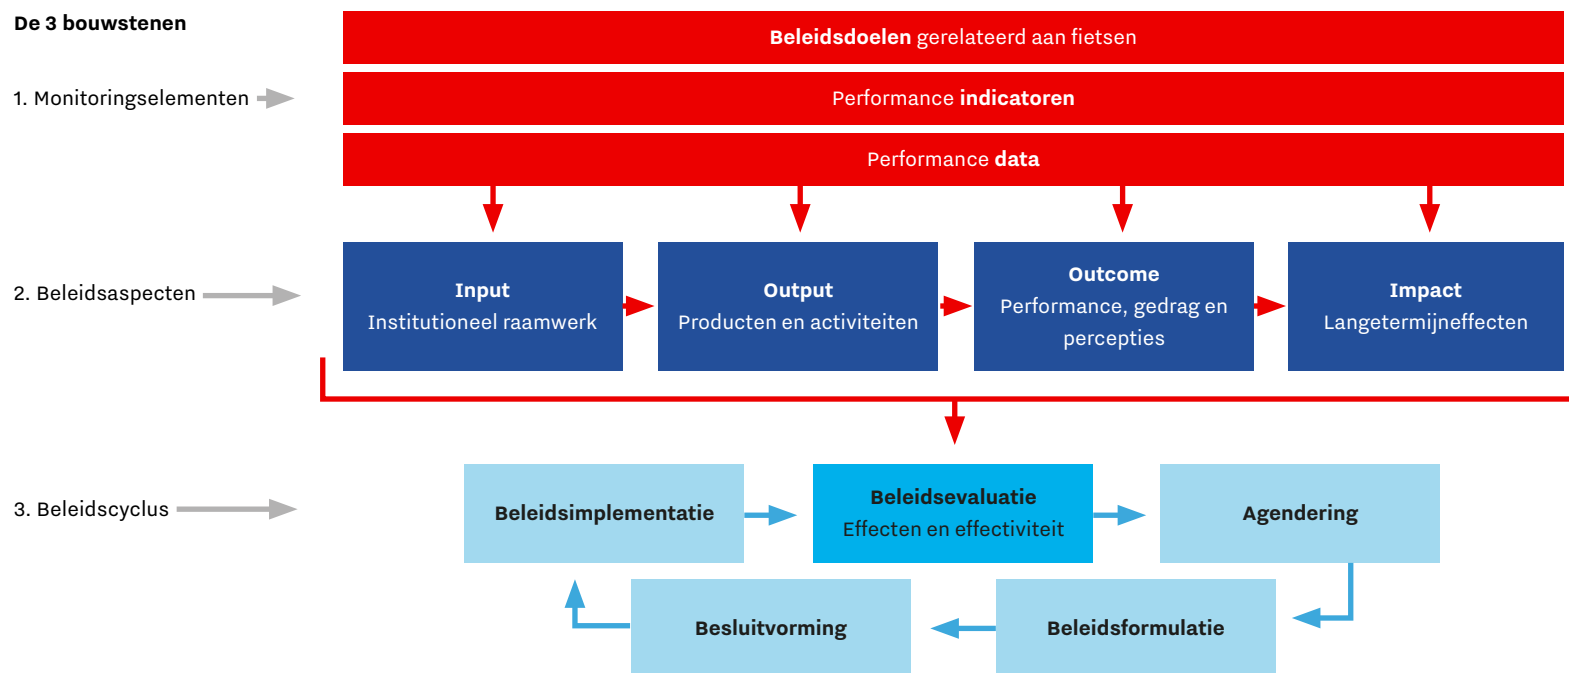 De 3 bouwstenen
Beleidsdoelen gerelateerd aan fietsen
1. Monitoringselementen
Performance indicatoren
Performance data
2. Beleidsaspecten
Input
Institutioneel raamwerk
Output
Producten en activiteiten
Outcome
Performance, gedrag en
percepties
Impact
Langetermijneffecten
3. Beleidscyclus
Beleidsimplementatie
Beleidsevaluatie
Effecten en effectiviteit
Agendering
Besluitvorming
Beleidsformulatie